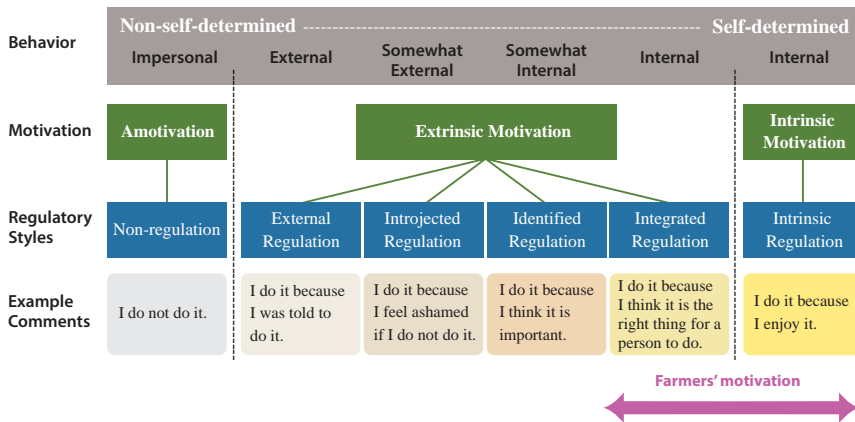 Behavior
Non-self-determined
Self-determined
Impersonal
External
Somewhat
External
Somewhat
Internal
Internal
Internal
Motivation
Amotivation
Extrinsic Motivation
Intrinsic
Motivation
Regulatory
Styles
Non-regulation
External
Regulation
Introjected
Regulation
Identified
Regulation
Integrated
Regulation
Intrinsic
Regulation
Example
Comments
I do not do it.
I do it because
I was told to
do it.
I do it because
I feel ashamed
if I do not do it.
I do it because
I think it is
important.
I do it because
I think it is the
right thing for a
person to do.
I do it because
I enjoy it.
Farmers’ motivation